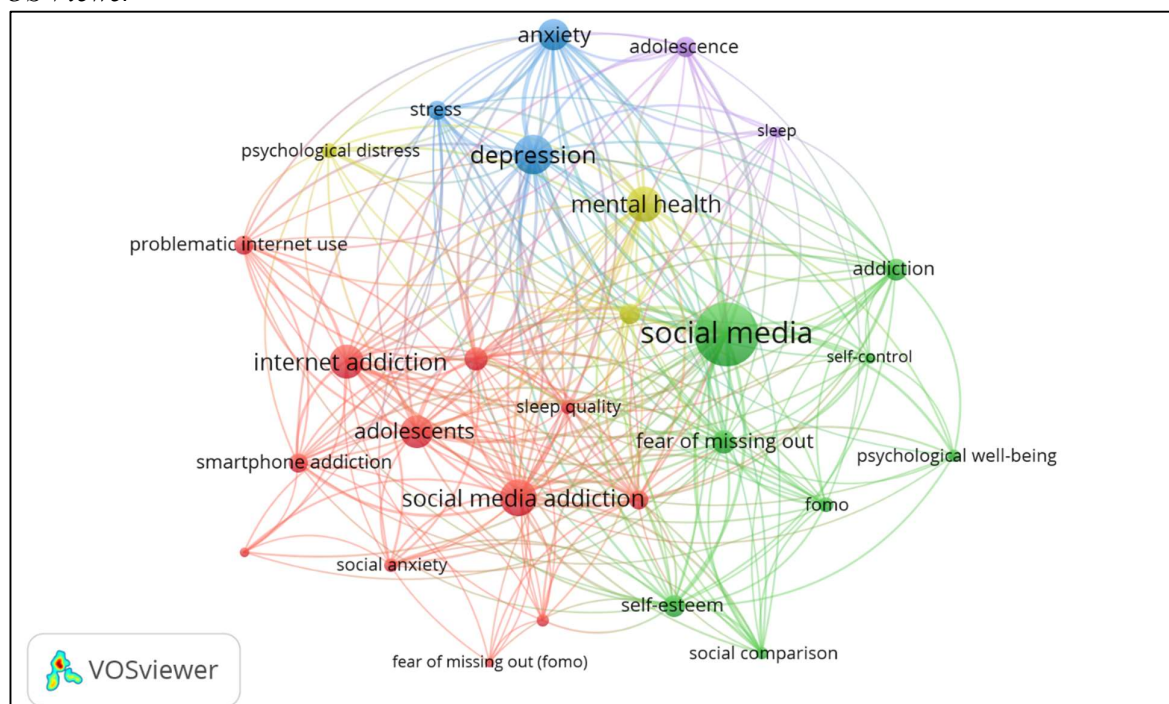 VOSviewer
anxiety
adolescence
stress
sleep
psychological distress
depression
mental health
problematic internet use
addiction
social media
self-control
internet addiction
sleep quality
adolescents
fear of missing out
psychological well-being
smartphone addiction
social media addiction
fomo
social anxiety
self-esteem
social comparison
fear of missing out (fomo)
VOSviewer